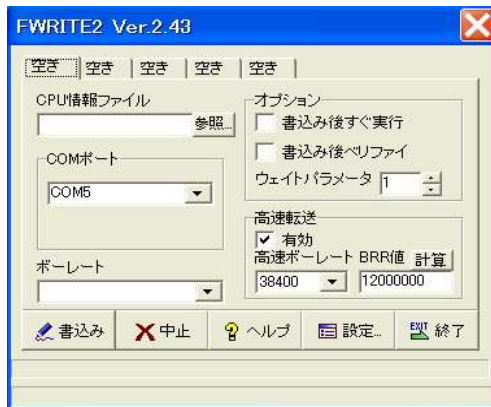 FWRITE2 Ver.2.43
空き 空き 空き 空き 空き
CPU情報ファイル
参照...
COMポート
COM5
ボーレート
オプション
書込み後すぐ実行
書込み後ベリファイ
ウェイトパラメータ 1
高速転送
有効
高速ボーレート BRR値 計算
38400 12000000
書込み 中止 ヘルプ 設定... EXIT 終了